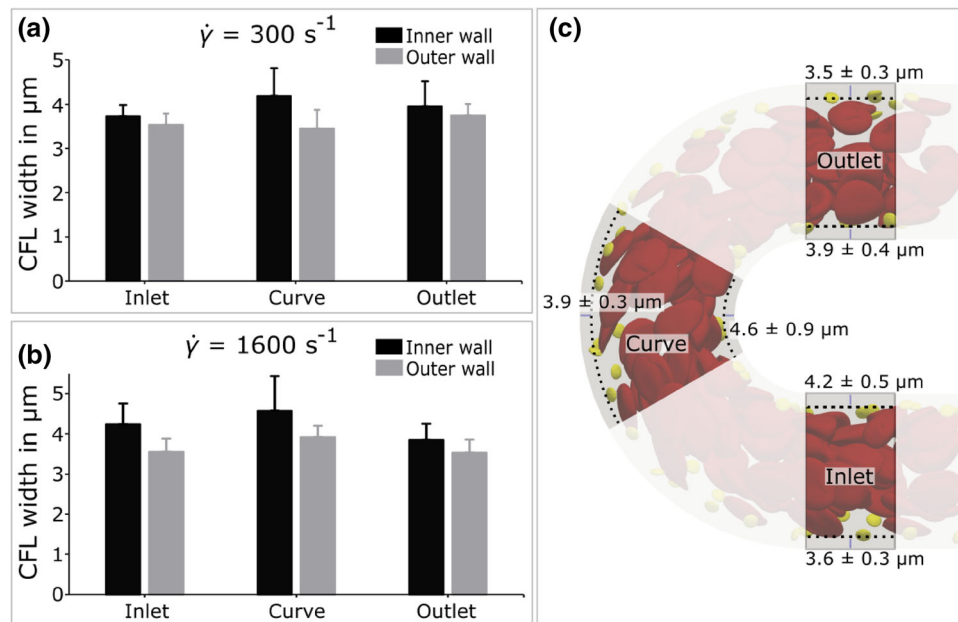 (a)
γ̇ = 300 s⁻¹
Inner wall
Outer wall
CFL width in µm
5
4
3
2
1
0
Inlet
Curve
Outlet
(b)
γ̇ = 1600 s⁻¹
Inner wall
Outer wall
CFL width in µm
5
4
3
2
1
0
Inlet
Curve
Outlet
(c)
3.5 ± 0.3 µm
Outlet
3.9 ± 0.4 µm
3.9 ± 0.3 µm
4.6 ± 0.9 µm
Curve
4.2 ± 0.5 µm
Inlet
3.6 ± 0.3 µm